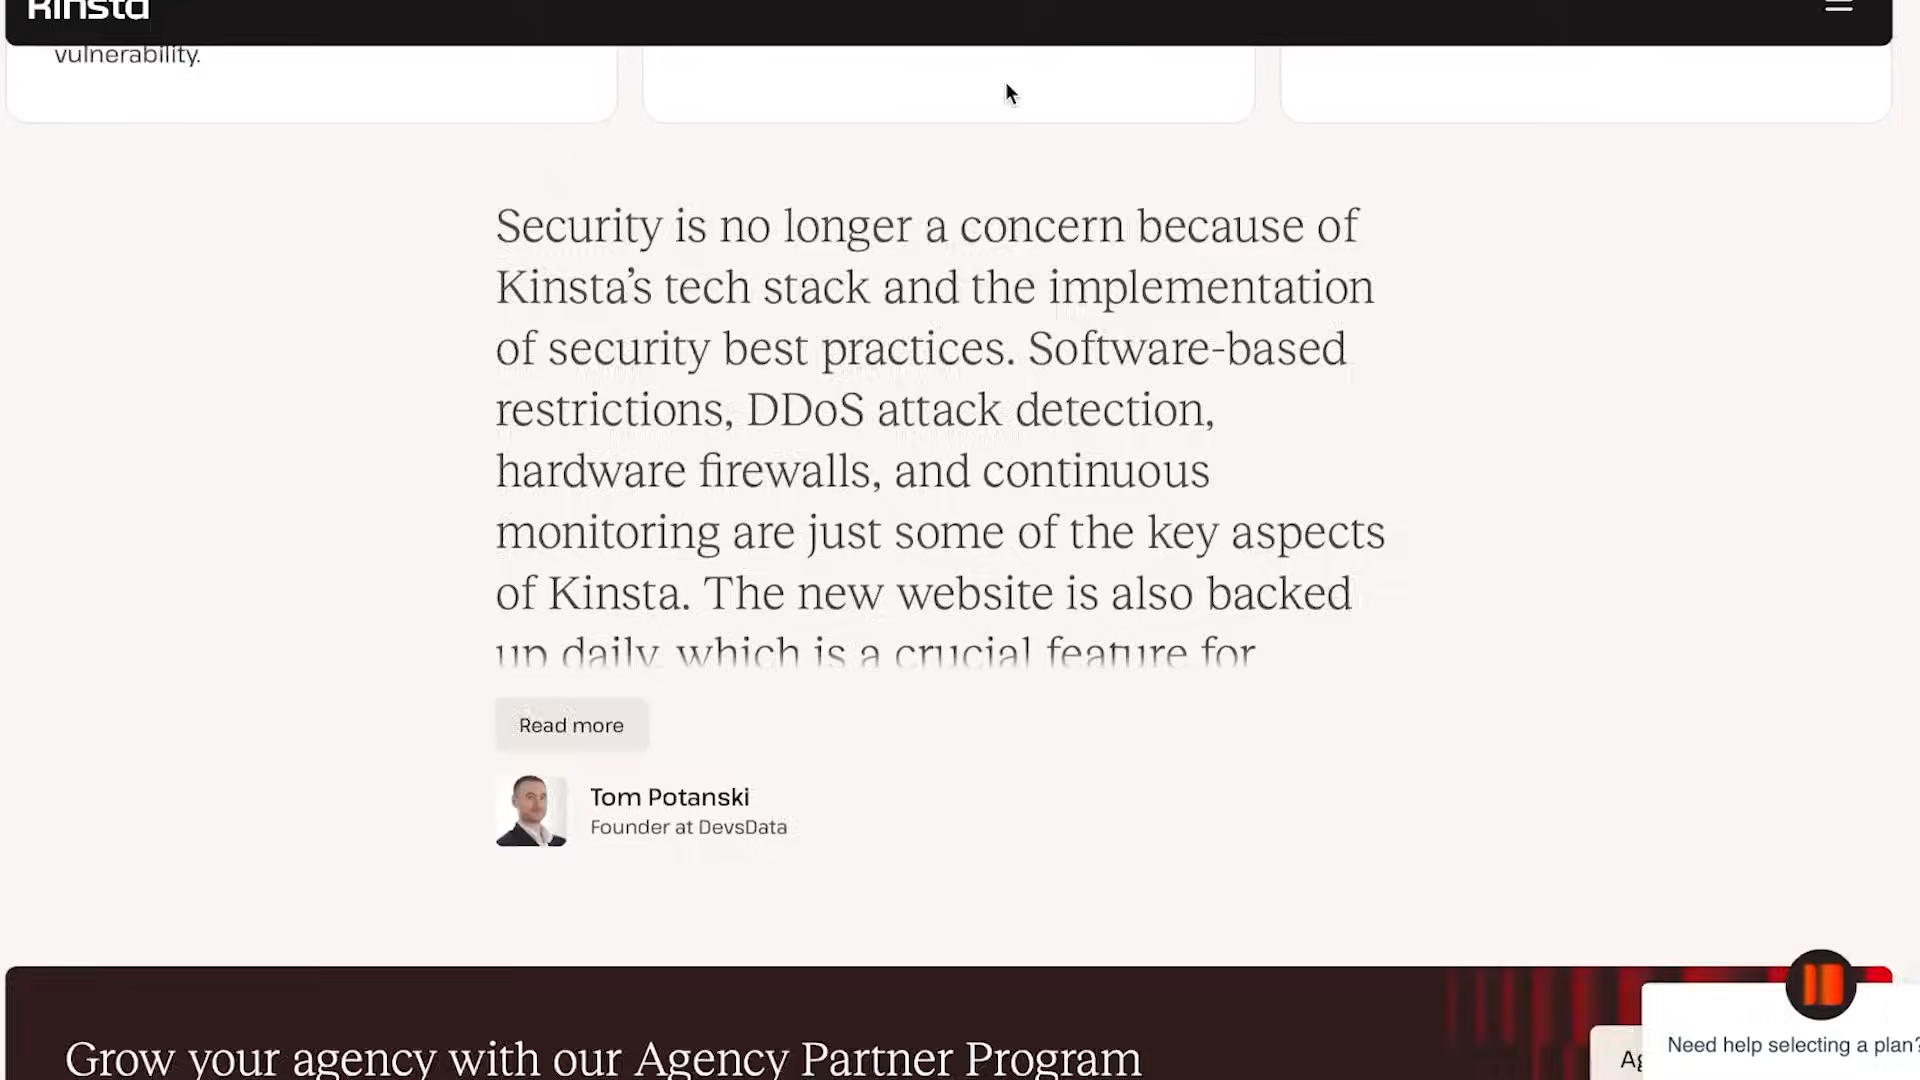 Kinsta
vulnerability.
Security is no longer a concern because of
Kinsta’s tech stack and the implementation
of security best practices. Software-based
restrictions, DDoS attack detection,
hardware firewalls, and continuous
monitoring are just some of the key aspects
of Kinsta. The new website is also backed
up daily, which is a crucial feature for
Read more
Tom Potanski
Founder at DevsData
Grow your agency with our Agency Partner Program
Need help selecting a plan?